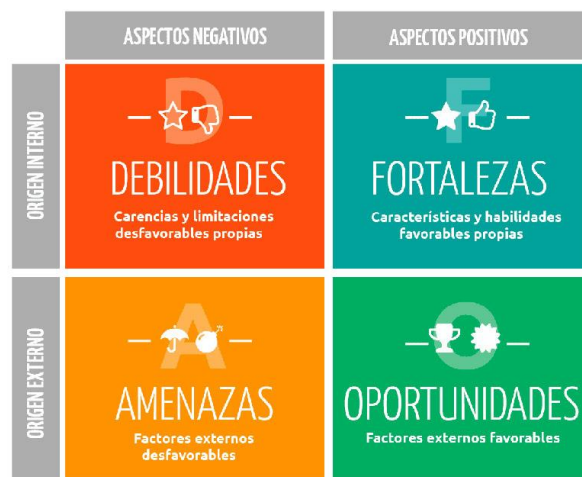 ASPECTOS NEGATIVOS
ASPECTOS POSITIVOS
ORIGEN INTERNO
D
DEBILIDADES
Carencias y limitaciones
desfavorables propias
F
FORTALEZAS
Características y habilidades
favorables propias
ORIGEN EXTERNO
A
AMENAZAS
Factores externos
desfavorables
O
OPORTUNIDADES
Factores externos favorables